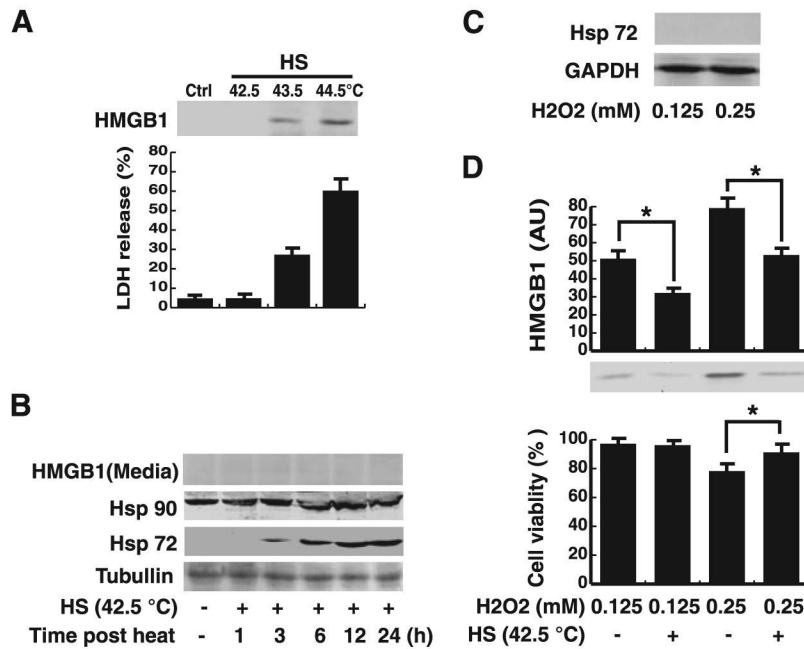 A
HS
Ctrl 42.5 43.5 44.5°C
HMGB1
LDH release (%)
80
70
60
50
40
30
20
10
0
B
HMGB1(Media)
Hsp 90
Hsp 72
Tubullin
HS (42.5 °C) - + + + + +
Time post heat - 1 3 6 12 24 (h)
C
Hsp 72
GAPDH
H2O2 (mM) 0.125 0.25
D
HMGB1 (AU)
80
70
60
50
40
30
20
10
0
* *
Cell viablity (%)
100
80
60
40
20
0
*
H2O2 (mM) 0.125 0.125 0.25 0.25
HS (42.5 °C) - + - +